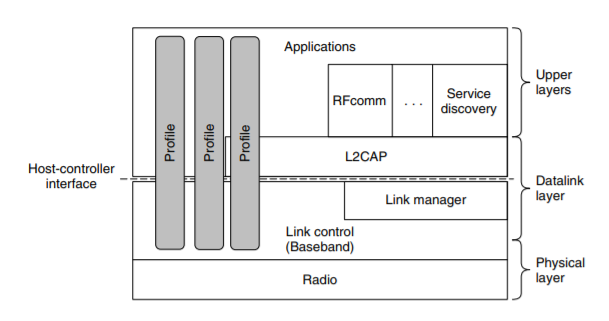 Applications
Upper
layers
RFcomm
. . .
Service
discovery
Profile
Profile
Profile
L2CAP
Host-controller
interface
Datalink
layer
Link manager
Link control
(Baseband)
Physical
layer
Radio